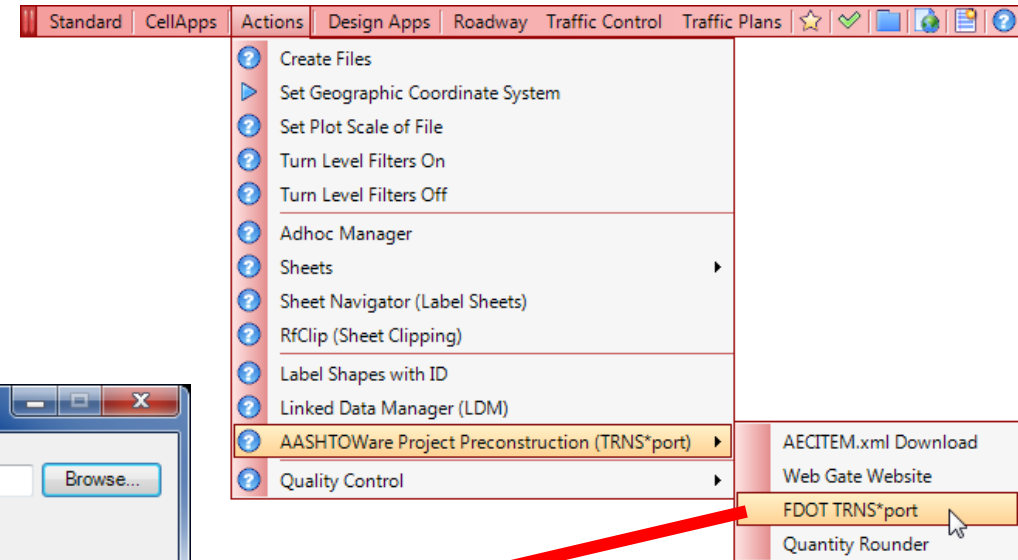 Standard CellApps Actions Design Apps Roadway Traffic Control Traffic Plans
Create Files
Set Geographic Coordinate System
Set Plot Scale of File
Turn Level Filters On
Turn Level Filters Off
Adhoc Manager
Sheets
Sheet Navigator (Label Sheets)
RfClip (Sheet Clipping)
Label Shapes with ID
Linked Data Manager (LDM)
AASHTOWare Project Preconstruction (TRNS*port)
Quality Control
AECITEM.xml Download
Web Gate Website
FDOT TRNS*port
Quantity Rounder
Browse...